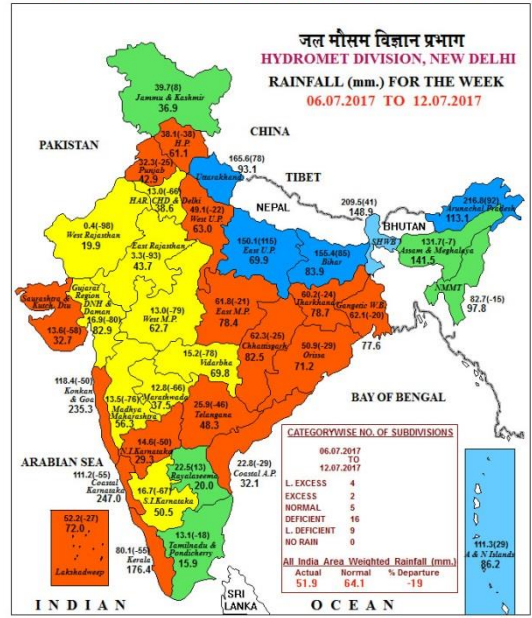 जल मौसम विज्ञान प्रभाग
HYDROMET DIVISION, NEW DELHI
RAINFALL (mm.) FOR THE WEEK
06.07.2017 TO 12.07.2017
39.7(8)
Jammu & Kashmir
36.9
CHINA
PAKISTAN
38.1(-38)
H.P.
61.1
32.3(-25)
Punjab
42.9
165.6(78)
Uttarakhand
93.1
TIBET
13.0(-66)
HAR. CHD & Delhi
38.6
49.1(-22)
West U.P.
63.0
NEPAL
209.5(41)
148.9
216.8(92)
Arunachal Pradesh
113.1
BHUTAN
0.4(-98)
West Rajasthan
19.9
East Rajasthan
3.3(-93)
43.7
150.1(115)
East U.P.
69.9
155.4(85)
Bihar
83.9
SHWB
131.7(-7)
Assam & Meghalaya
141.5
NMMT
82.7(-15)
97.8
Gujarat
Region
DNH &
Daman
16.9(-80)
82.9
Saurashtra &
Kutch, Diu
13.6(-58)
32.7
13.0(-79)
West M.P.
62.7
61.8(-21)
East M.P.
78.4
60.2(-24)
Jharkhand
78.7
Gangetic W.B.
62.1(-20)
77.6
62.3(-25)
Chhattisgarh
82.5
50.9(-29)
Orissa
71.2
15.2(-78)
Vidarbha
69.8
118.4(-50)
Konkan
& Goa
235.3
12.8(-66)
Marathwada
37.5
13.5(-76)
Madhya
Maharashtra
56.3
25.9(-46)
Telangana
48.3
BAY OF BENGAL
14.6(-50)
N.I.Karnataka
29.3
ARABIAN SEA
111.2(-55)
Coastal
Karnataka
247.0
22.5(13)
Rayalaseema
20.0
22.8(-29)
Coastal A.P.
32.1
16.7(-67)
S.I.Karnataka
50.5
13.1(-18)
Tamilnadu &
Pondicherry
15.9
52.2(-27)
72.0
Lakshadweep
80.1(-55)
Kerala
176.4
CATEGORYWISE NO. OF SUBDIVISIONS
06.07.2017
TO
12.07.2017
L. EXCESS 4
EXCESS 2
NORMAL 5
DEFICIENT 16
L. DEFICIENT 9
NO RAIN 0
All India Area Weighted Rainfall (mm.)
Actual Normal % Departure
51.9 64.1 -19
111.3(29)
A & N Islands
86.2
SRI
LANKA
INDIAN OCEAN